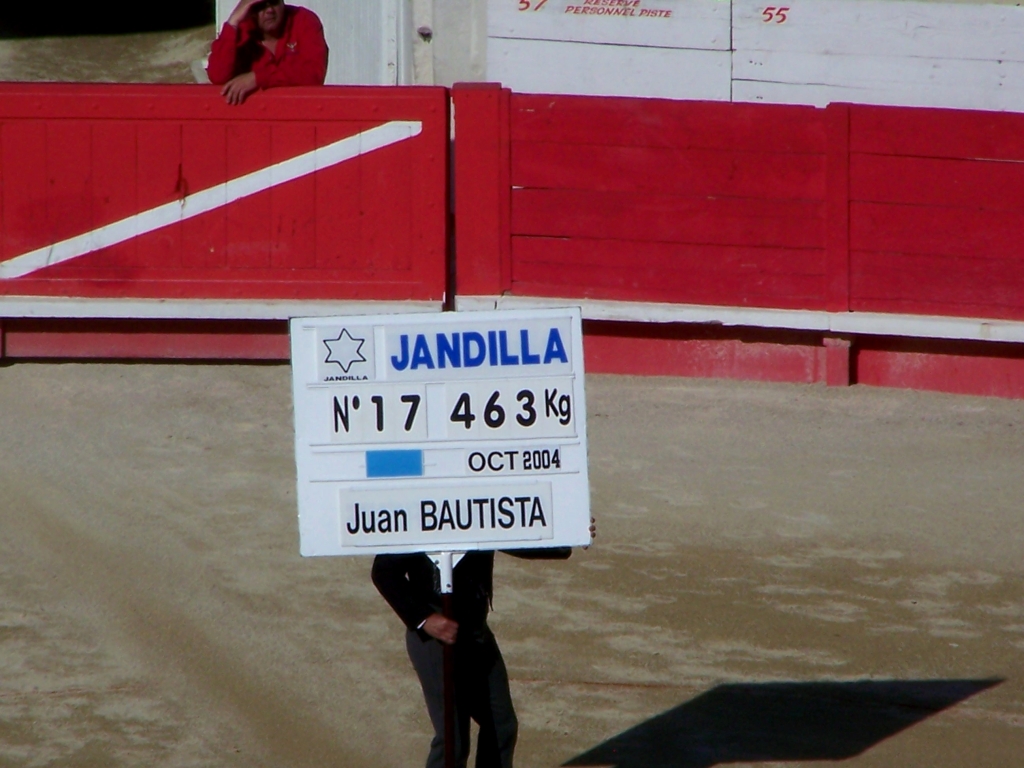 57
RESERVE
PERSONNEL PISTE
55
JANDILLA
JANDILLA
N° 17 463 Kg
OCT 2004
Juan BAUTISTA